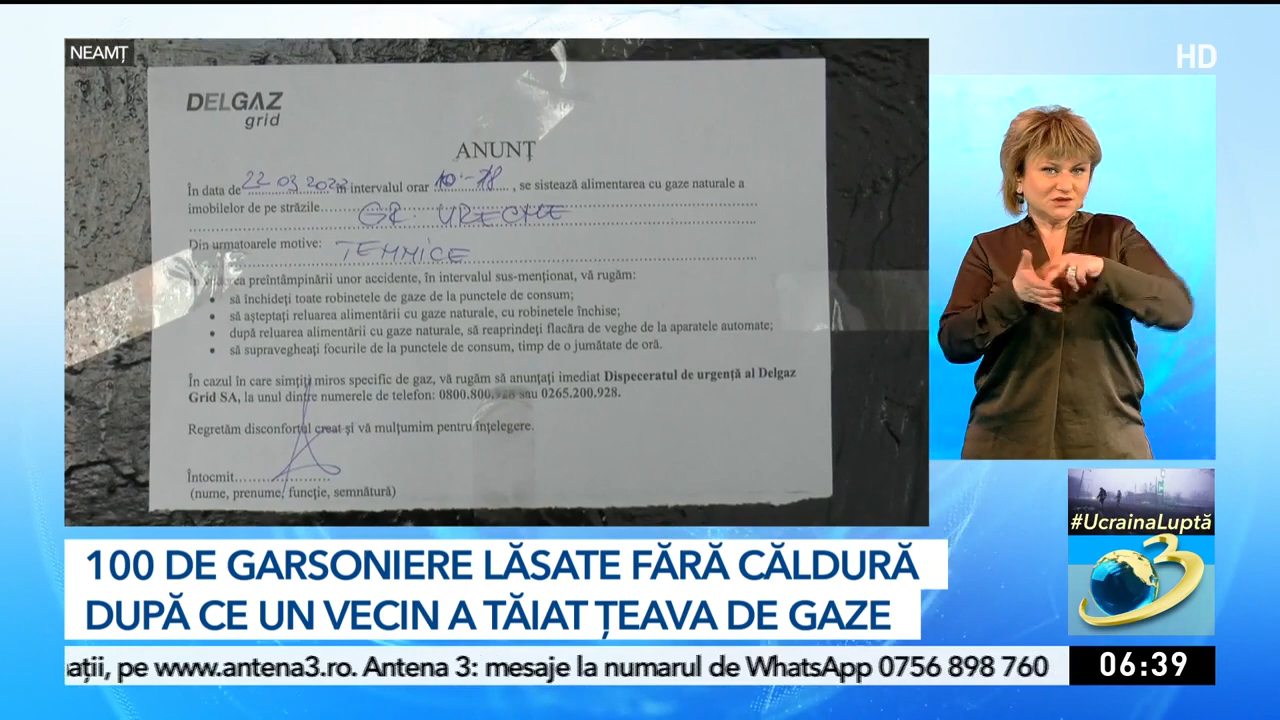 NEAMȚ
HD
DELGAZ
grid
ANUNȚ
În data de 22 03 2022 în intervalul orar 10 - 18, se sistează alimentarea cu gaze naturale a
imobilelor de pe străzile GR. URECHE
Din urmatoarele motive: TEHNICE
preîntâmpinării unor accidente, în intervalul sus-menționat, vă rugăm:
• să închideți toate robinetele de gaze de la punctele de consum;
• să așteptați reluarea alimentării cu gaze naturale, cu robinetele închise;
• după reluarea alimentării cu gaze naturale, să reaprindeți flacăra de veghe de la aparatele automate;
• să supravegheați focurile de la punctele de consum, timp de o jumătate de oră.
În cazul în care simțiți miros specific de gaz, vă rugăm să anunțați imediat Dispeceratul de urgență al Delgaz
Grid SA, la unul dintre numerele de telefon: 0800.800.928 sau 0265.200.928.
Regretăm disconfortul creat și vă mulțumim pentru înțelegere.
Întocmit
(nume, prenume, funcție, semnătură)
#UcrainaLuptă
3
100 DE GARSONIERE LĂSATE FĂRĂ CĂLDURĂ
DUPĂ CE UN VECIN A TĂIAT ȚEAVA DE GAZE
ații, pe www.antena3.ro. Antena 3: mesaje la numarul de WhatsApp 0756 898 760
06:39